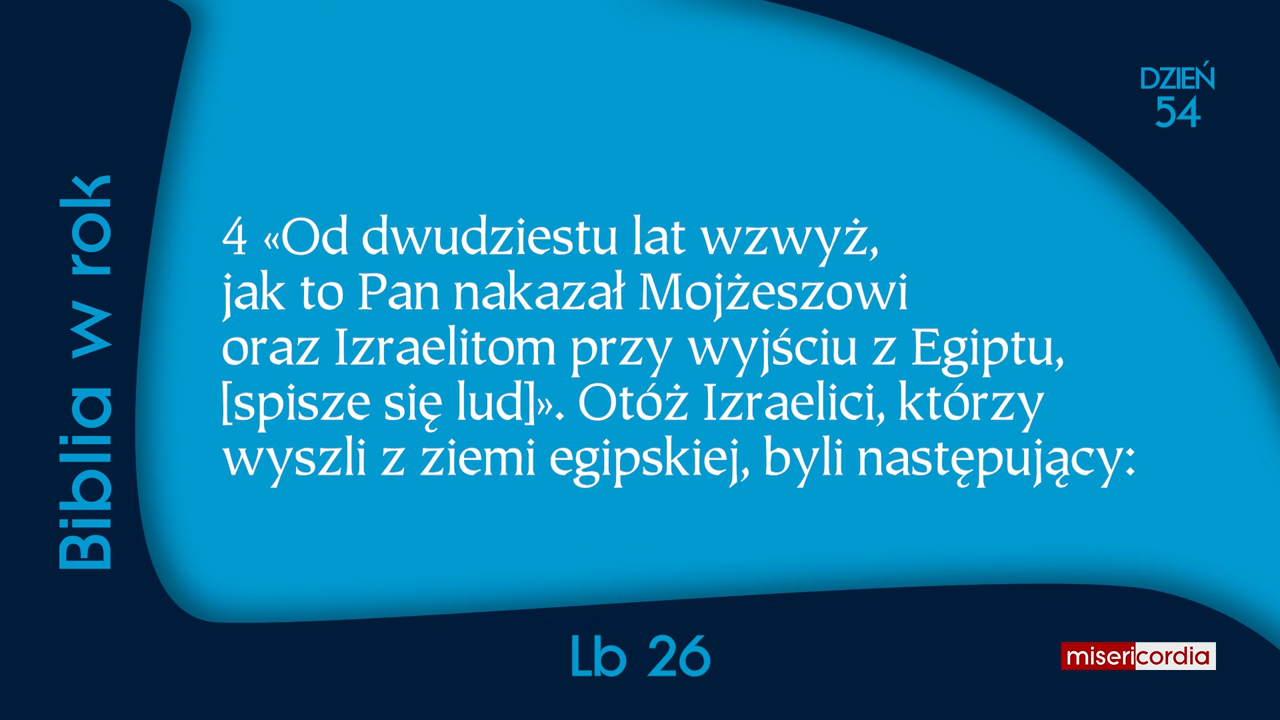 DZIEŃ
54
Biblia w rok
4 «Od dwudziestu lat wzwyż,
jak to Pan nakazał Mojżeszowi
oraz Izraelitom przy wyjściu z Egiptu,
[spisze się lud]». Otóż Izraelici, którzy
wyszli z ziemi egipskiej, byli następujący:
Lb 26
misericordia